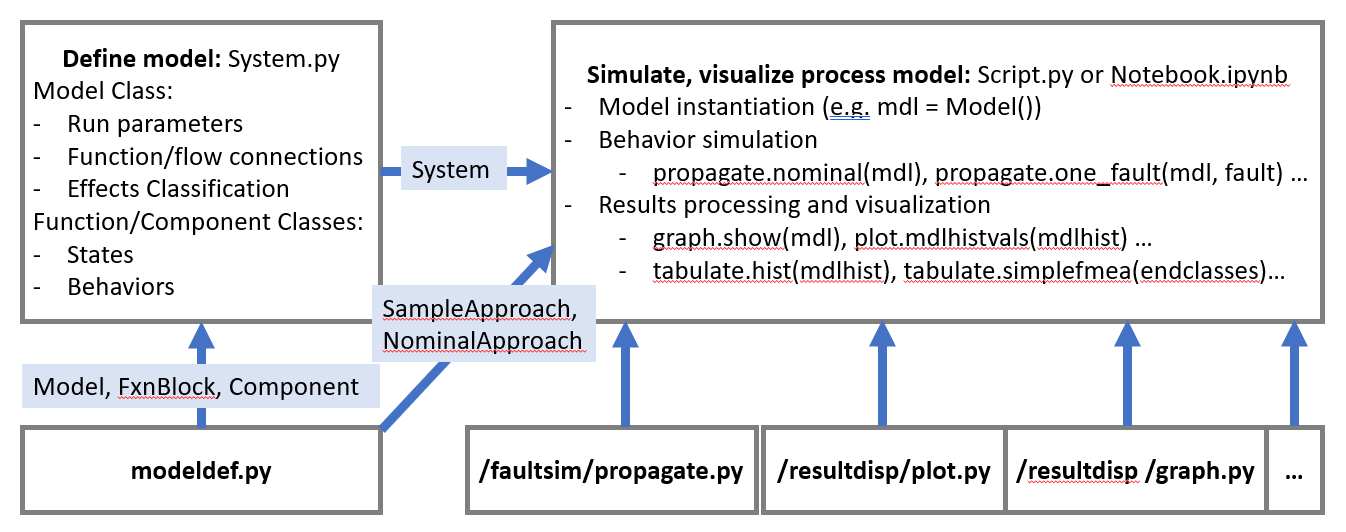 Define model: System.py
Model Class:
- Run parameters
- Function/flow connections
- Effects Classification
Function/Component Classes:
- States
- Behaviors
System
Simulate, visualize process model: Script.py or Notebook.ipynb
- Model instantiation (e.g. mdl = Model())
- Behavior simulation
- propagate.nominal(mdl), propagate.one_fault(mdl, fault) ...
- Results processing and visualization
- graph.show(mdl), plot.mdlhistvals(mdlhist) ...
- tabulate.hist(mdlhist), tabulate.simplefmea(endclasses)...
SampleApproach,
NominalApproach
Model, FxnBlock, Component
modeldef.py
/faultsim/propagate.py
/resultdisp/plot.py
/resultdisp /graph.py
...